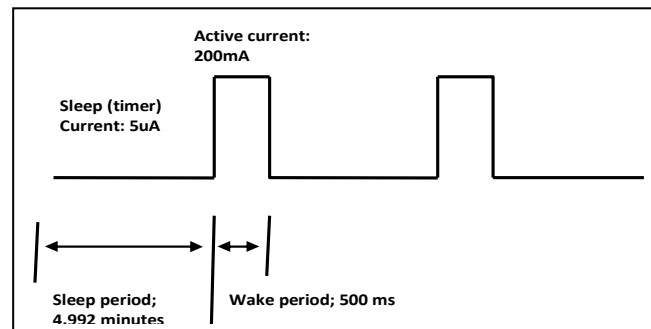 Active current:
200mA
Sleep (timer)
Current: 5uA
Sleep period;
4.992 minutes
Wake period; 500 ms